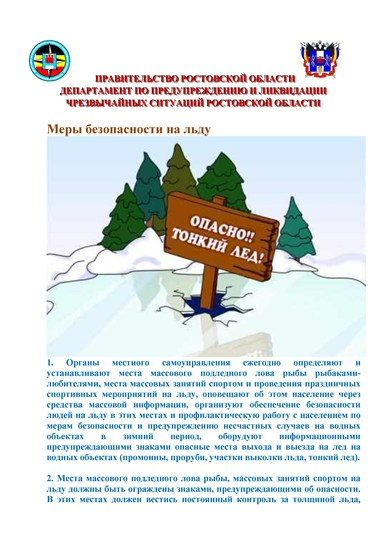 ПРАВИТЕЛЬСТВО РОСТОВСКОЙ ОБЛАСТИ
ДЕПАРТАМЕНТ ПО ПРЕДУПРЕЖДЕНИЮ И ЛИКВИДАЦИИ
ЧРЕЗВЫЧАЙНЫХ СИТУАЦИЙ РОСТОВСКОЙ ОБЛАСТИ
Меры безопасности на льду
ОПАСНО!!
ТОНКИЙ ЛЕД!
1. Органы местного самоуправления ежегодно определяют и
устанавливают места массового подледного лова рыбы рыбаками-
любителями, места массовых занятий спортом и проведения праздничных
спортивных мероприятий на льду, оповещают об этом население через
средства массовой информации, организуют обеспечение безопасности
людей на льду в этих местах и профилактическую работу с населением по
мерам безопасности и предупреждению несчастных случаев на водных
объектах в зимний период, оборудуют информационными
предупреждающими знаками опасные места выхода и выезда на лед на
водных объектах (промоины, проруби, участки выколки льда, тонкий лед).
2. Места массового подледного лова рыбы, массовых занятий спортом на
льду должны быть ограждены знаками, предупреждающими об опасности.
В этих местах должен вестись постоянный контроль за толщиной льда,